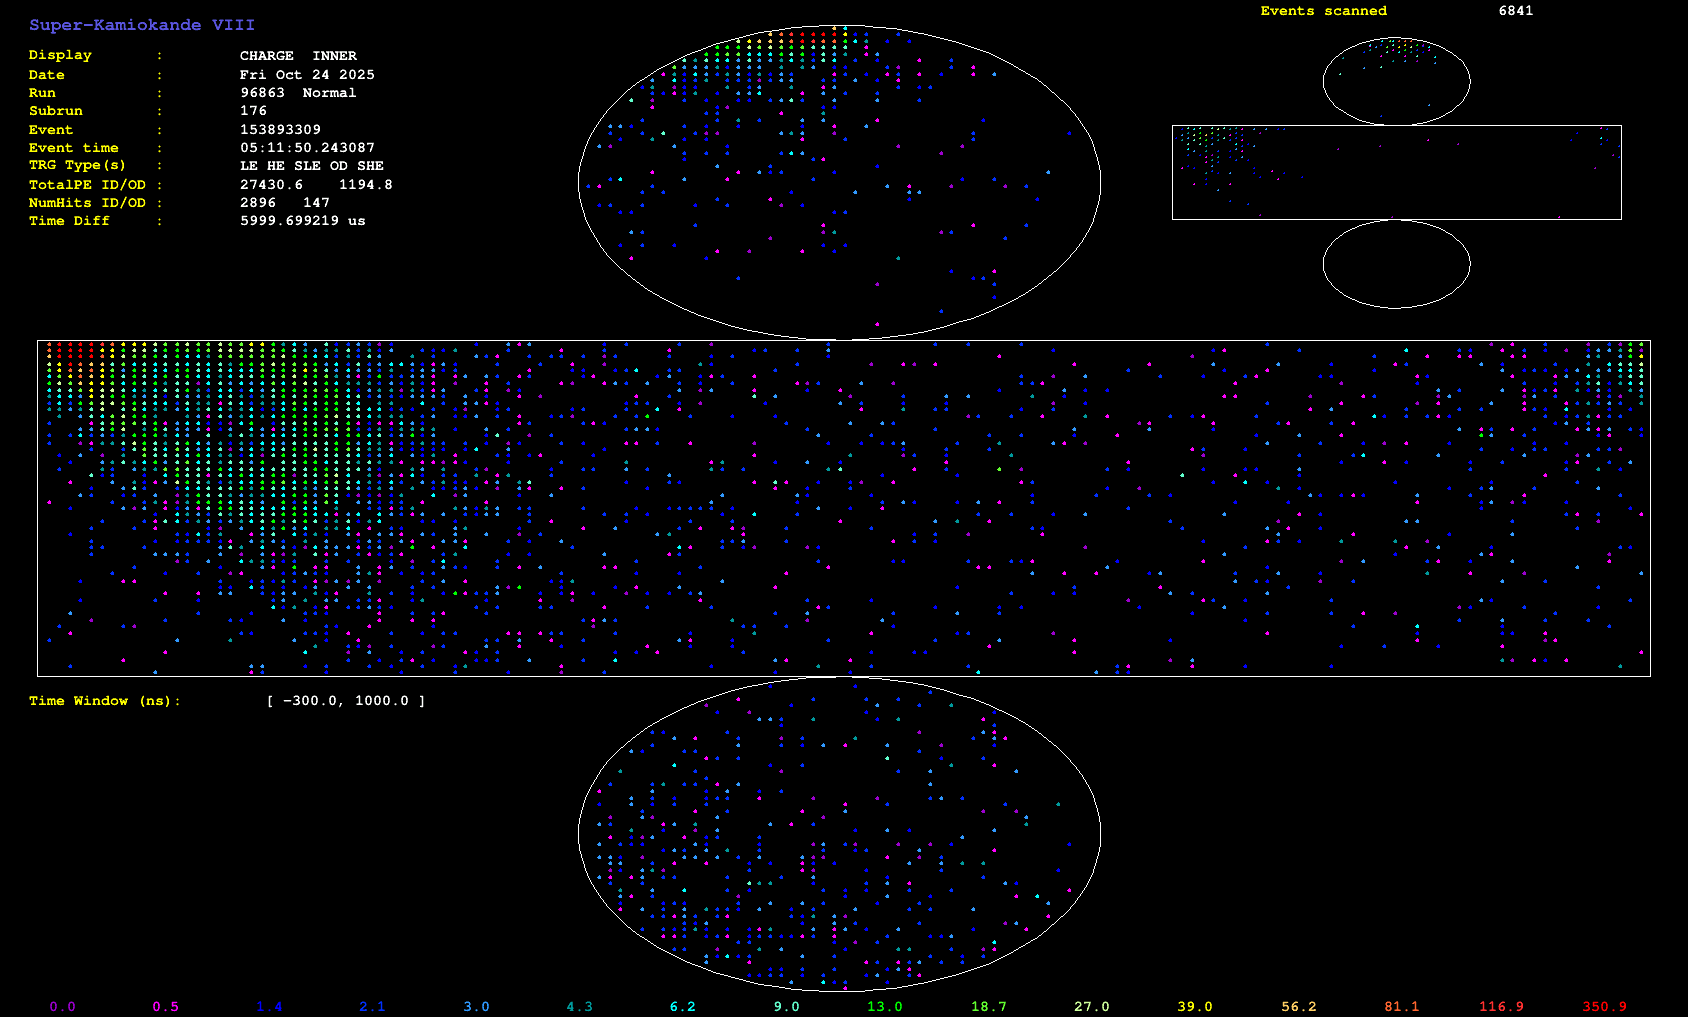 Super-Kamiokande VIII
Events scanned 6841
Display : CHARGE INNER
Date : Fri Oct 24 2025
Run : 96863 Normal
Subrun : 176
Event : 153893309
Event time : 05:11:50.243087
TRG Type(s) : LE HE SLE OD SHE
TotalPE ID/OD : 27430.6 1194.8
NumHits ID/OD : 2896 147
Time Diff : 5999.699219 us
Time Window (ns): [ -300.0, 1000.0 ]
0.0 0.5 1.4 2.1 3.0 4.3 6.2 9.0 13.0 18.7 27.0 39.0 56.2 81.1 116.9 350.9